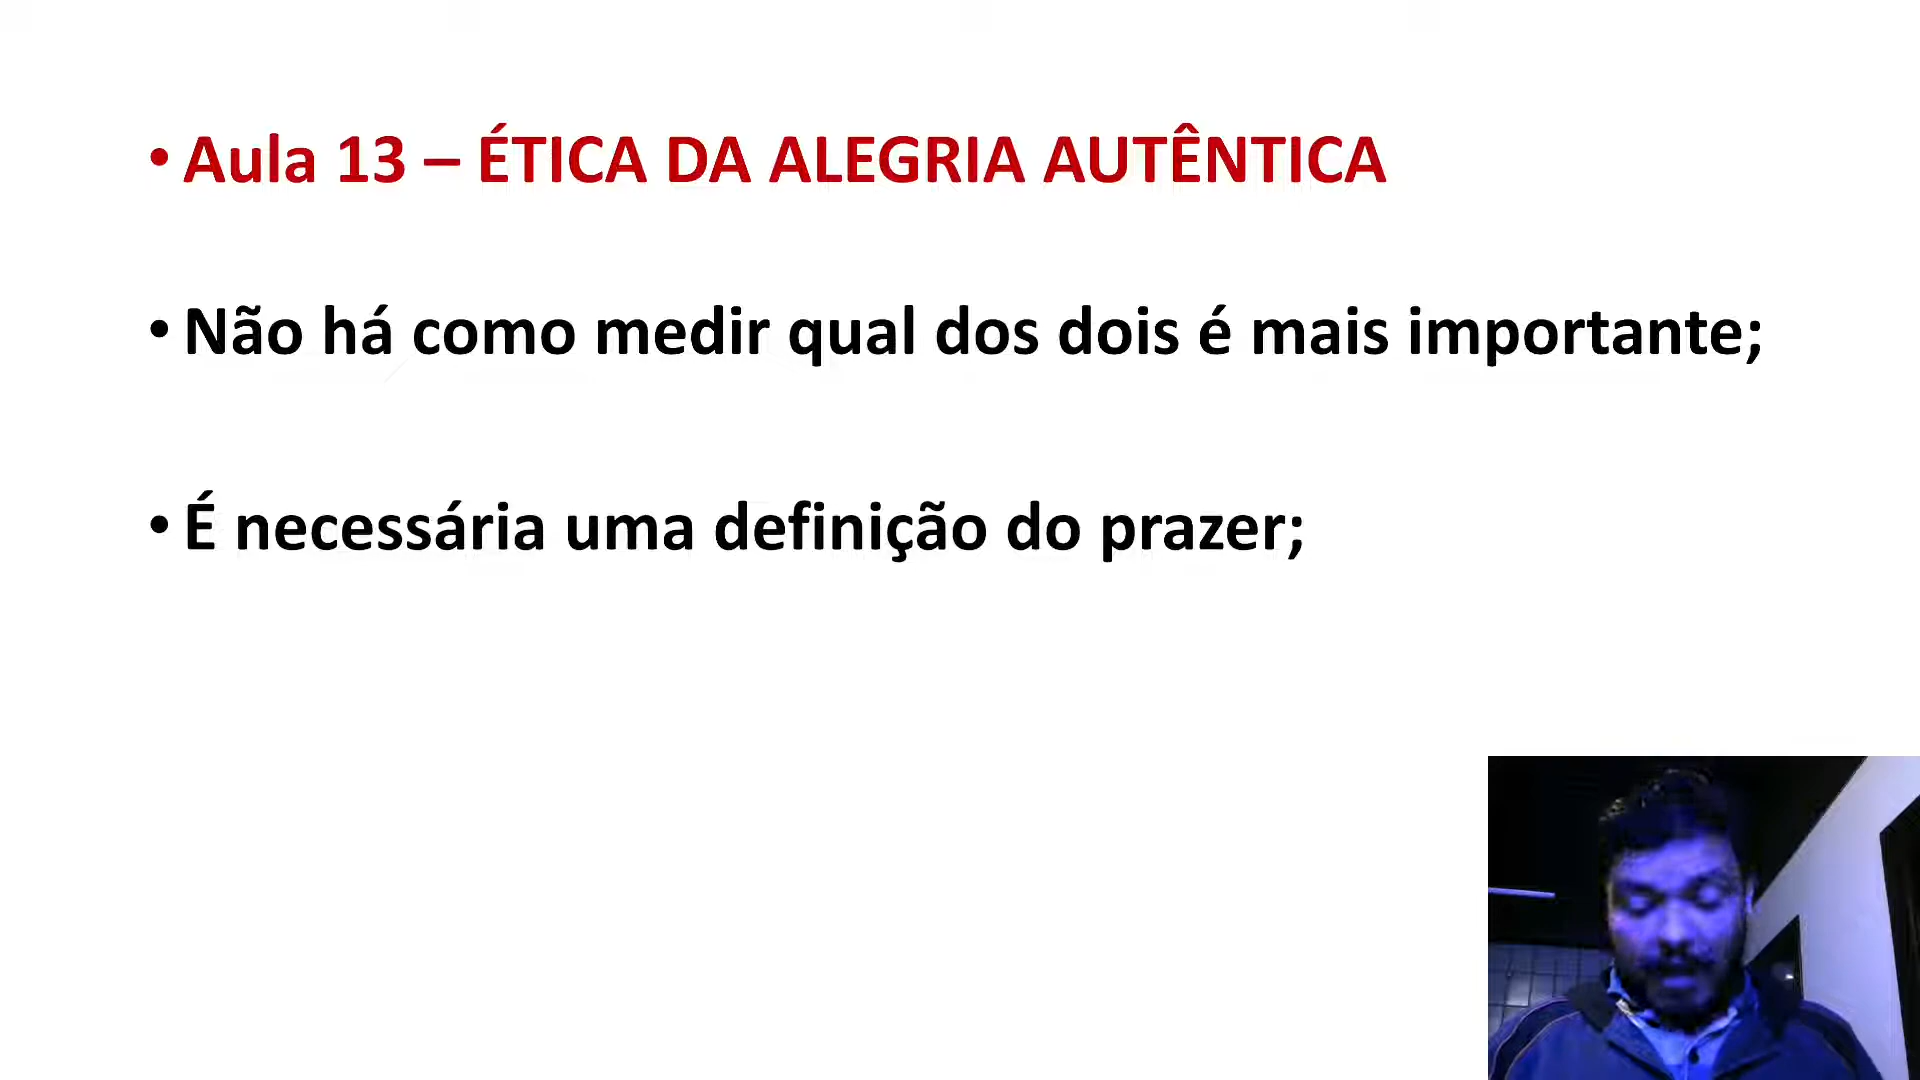 • Aula 13 – ÉTICA DA ALEGRIA AUTÊNTICA
• Não há como medir qual dos dois é mais importante;
• É necessária uma definição do prazer;